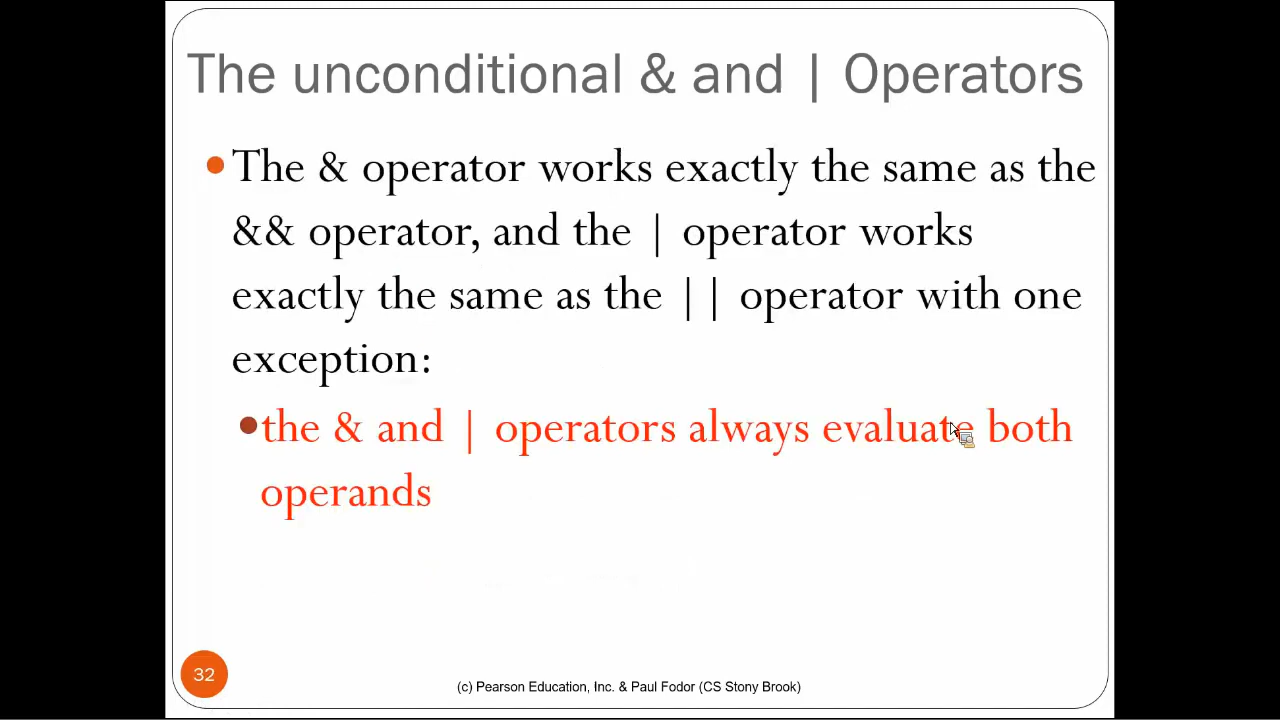 The unconditional & and | Operators
The & operator works exactly the same as the
&& operator, and the | operator works
exactly the same as the || operator with one
exception:
the & and | operators always evaluate both
operands
32
(c) Pearson Education, Inc. & Paul Fodor (CS Stony Brook)